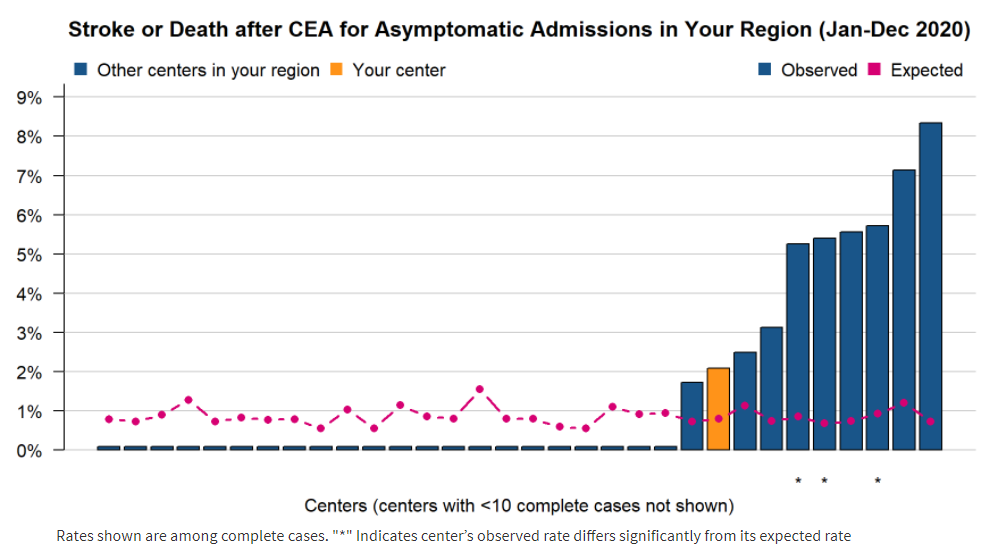 Stroke or Death after CEA for Asymptomatic Admissions in Your Region (Jan-Dec 2020)
Other centers in your region Your center Observed Expected
9%
8%
7%
6%
5%
4%
3%
2%
1%
0%
* * *
Centers (centers with <10 complete cases not shown)
Rates shown are among complete cases. "*" Indicates center’s observed rate differs significantly from its expected rate